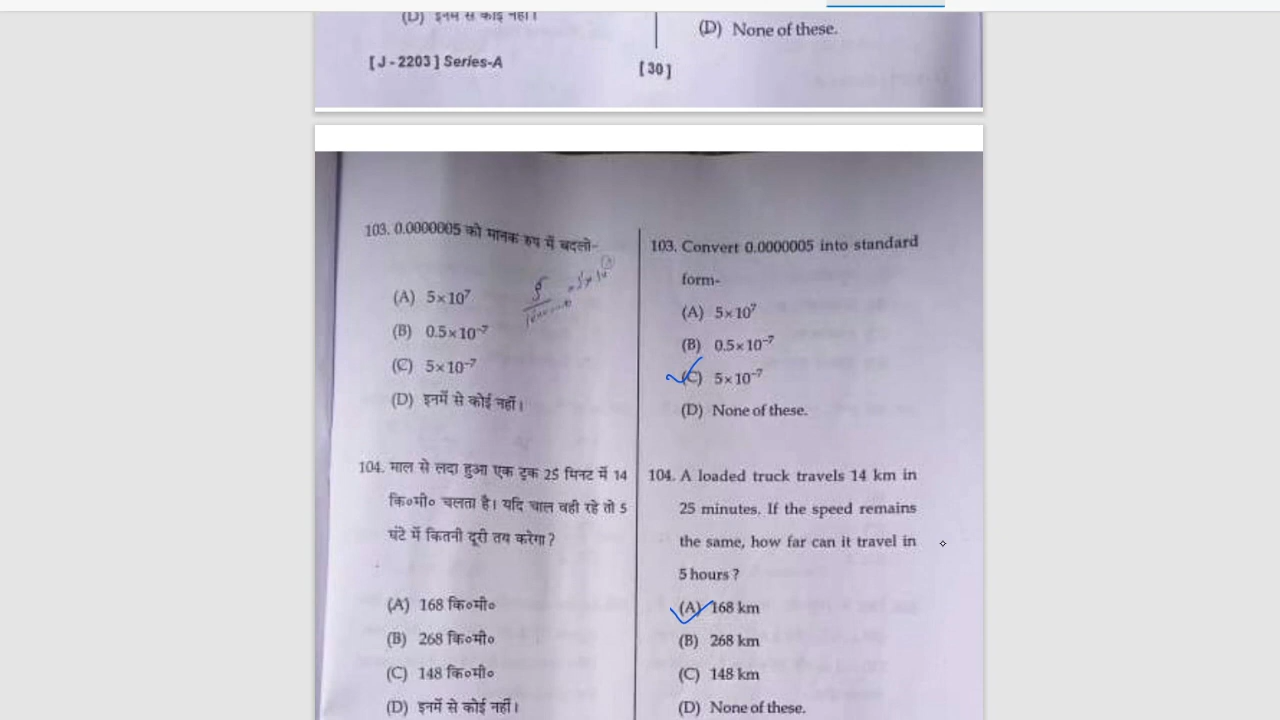 (D) इनमें से कोई नहीं।
(D) None of these.
[ J - 2203 ] Series-A
[ 30 ]
103. 0.0000005 को मानक रुप में बदलो-
(A) 5×10⁷
(B) 0.5×10⁻⁷
(C) 5×10⁻⁷
(D) इनमें से कोई नहीं।
104. माल से लदा हुआ एक ट्रक 25 मिनट में 14
कि०मी० चलता है। यदि चाल वही रहे तो 5
घंटे में कितनी दूरी तय करेगा ?
(A) 168 कि०मी०
(B) 268 कि०मी०
(C) 148 कि०मी०
(D) इनमें से कोई नहीं।
103. Convert 0.0000005 into standard
form-
(A) 5×10⁷
(B) 0.5×10⁻⁷
(C) 5×10⁻⁷
(D) None of these.
104. A loaded truck travels 14 km in
25 minutes. If the speed remains
the same, how far can it travel in
5 hours ?
(A) 168 km
(B) 268 km
(C) 148 km
(D) None of these.